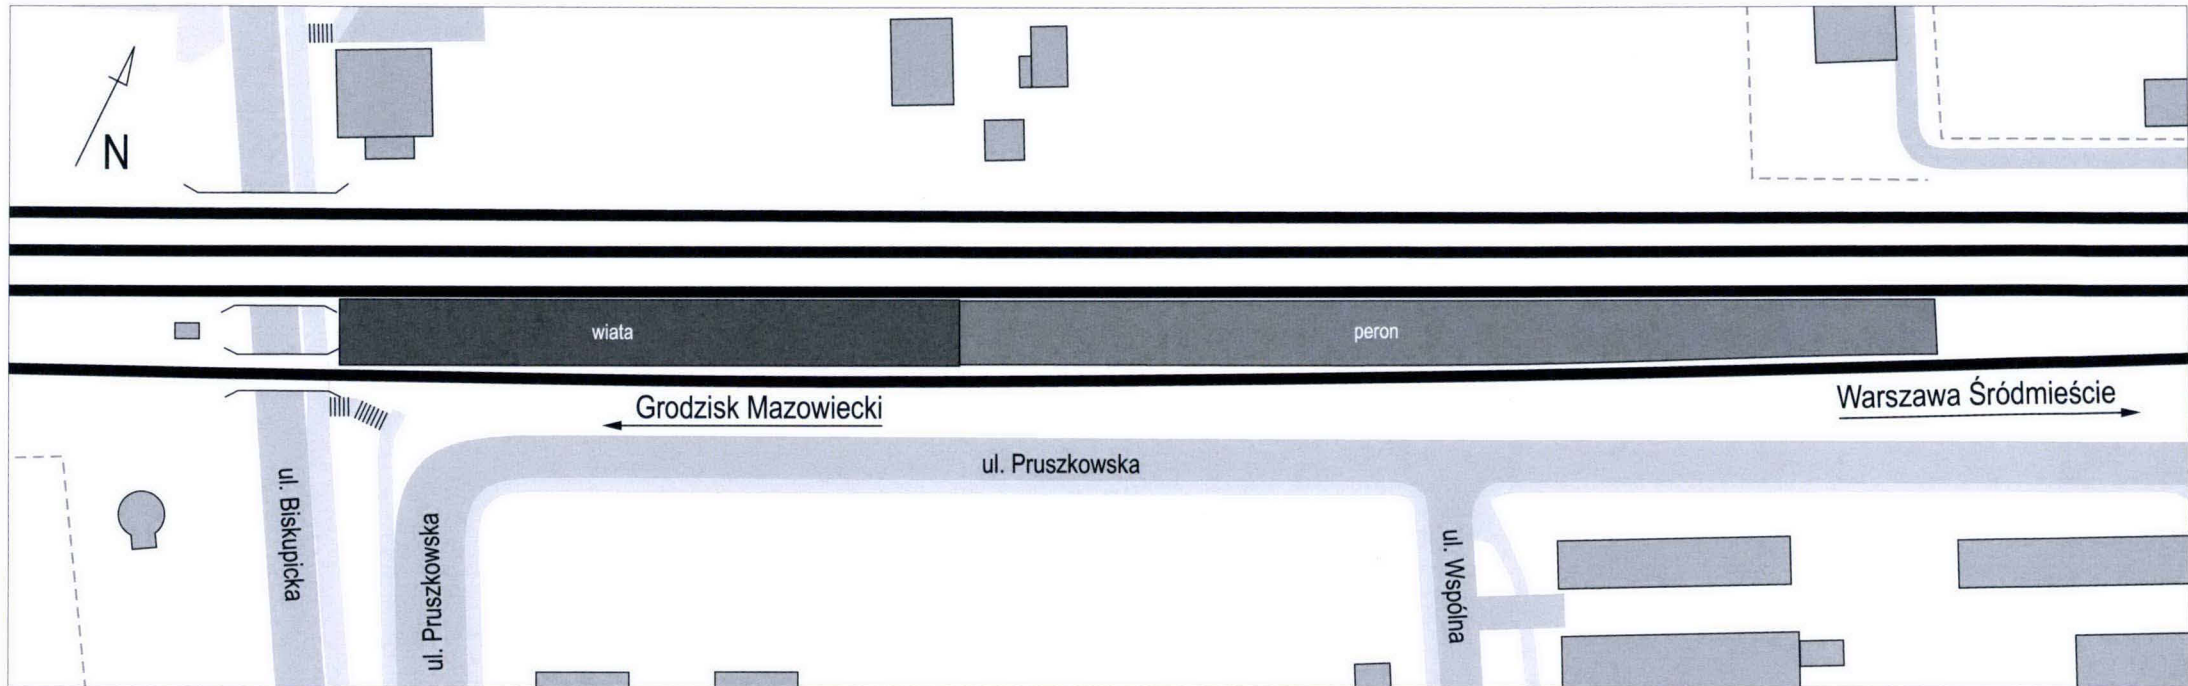 N
wiata
peron
Grodzisk Mazowiecki
Warszawa Śródmieście
ul. Pruszkowska
ul. Biskupicka
ul. Pruszkowska
ul. Wspólna